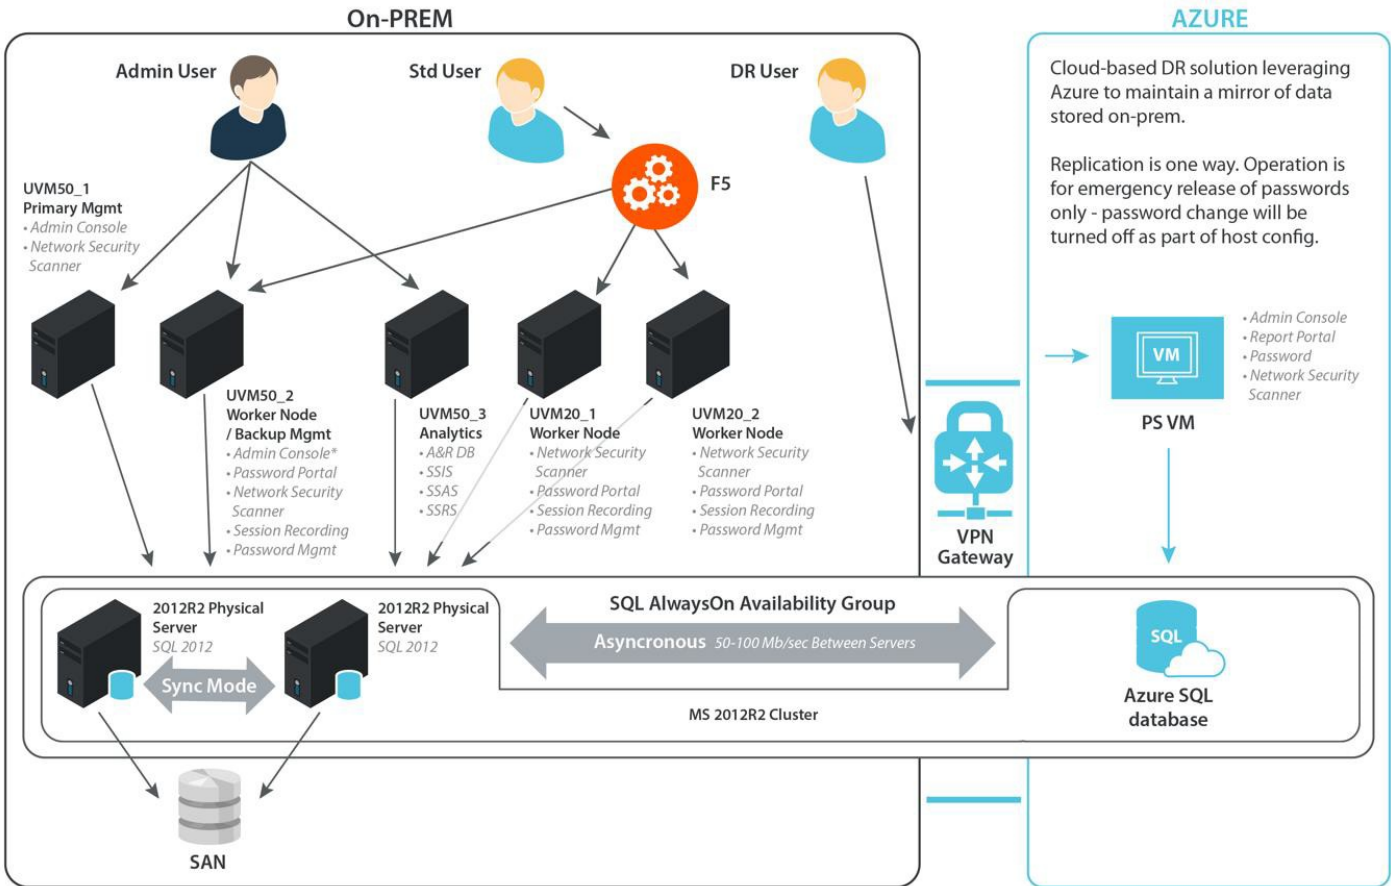 On-PREM
AZURE
Admin User
Std User
DR User
F5
Cloud-based DR solution leveraging
Azure to maintain a mirror of data
stored on-prem.
Replication is one way. Operation is
for emergency release of passwords
only - password change will be
turned off as part of host config.
UVM50_1
Primary Mgmt
• Admin Console
• Network Security
Scanner
UVM50_2
Worker Node
/ Backup Mgmt
• Admin Console*
• Password Portal
• Network Security
Scanner
• Session Recording
• Password Mgmt
UVM50_3
Analytics
• A&R DB
• SSIS
• SSAS
• SSRS
UVM20_1
Worker Node
• Network Security
Scanner
• Password Portal
• Session Recording
• Password Mgmt
UVM20_2
Worker Node
• Network Security
Scanner
• Password Portal
• Session Recording
• Password Mgmt
VPN
Gateway
VM
PS VM
• Admin Console
• Report Portal
• Password
• Network Security
Scanner
2012R2 Physical
Server
SQL 2012
Sync Mode
2012R2 Physical
Server
SQL 2012
SQL AlwaysOn Availability Group
Asyncronous 50-100 Mb/sec Between Servers
MS 2012R2 Cluster
SQL
Azure SQL
database
SAN